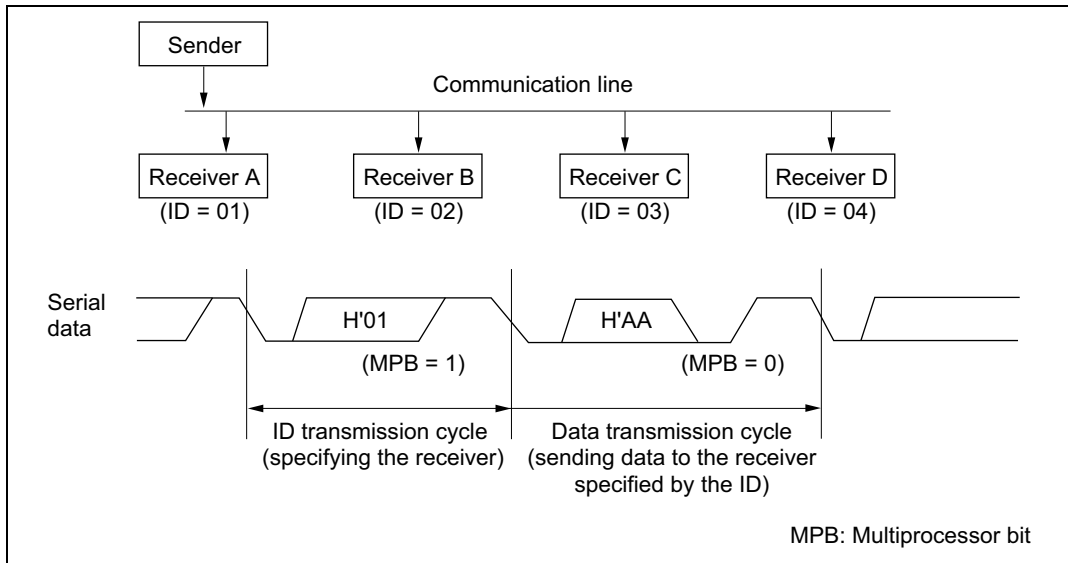 Sender
Communication line
Receiver A
Receiver B
Receiver C
Receiver D
(ID = 01)
(ID = 02)
(ID = 03)
(ID = 04)
Serial
data
H'01
H'AA
(MPB = 1)
(MPB = 0)
ID transmission cycle
(specifying the receiver)
Data transmission cycle
(sending data to the receiver
specified by the ID)
MPB: Multiprocessor bit